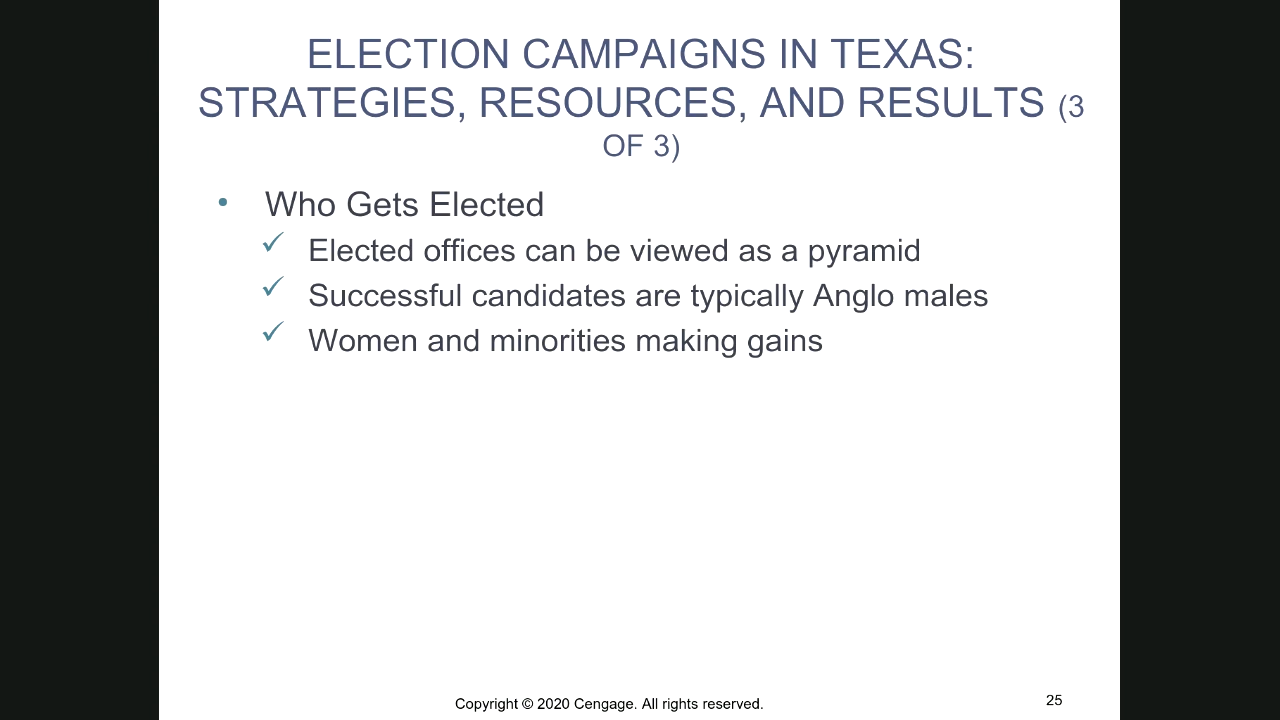 ELECTION CAMPAIGNS IN TEXAS:
STRATEGIES, RESOURCES, AND RESULTS (3
OF 3)
• Who Gets Elected
✓ Elected offices can be viewed as a pyramid
✓ Successful candidates are typically Anglo males
✓ Women and minorities making gains
Copyright © 2020 Cengage. All rights reserved.
25